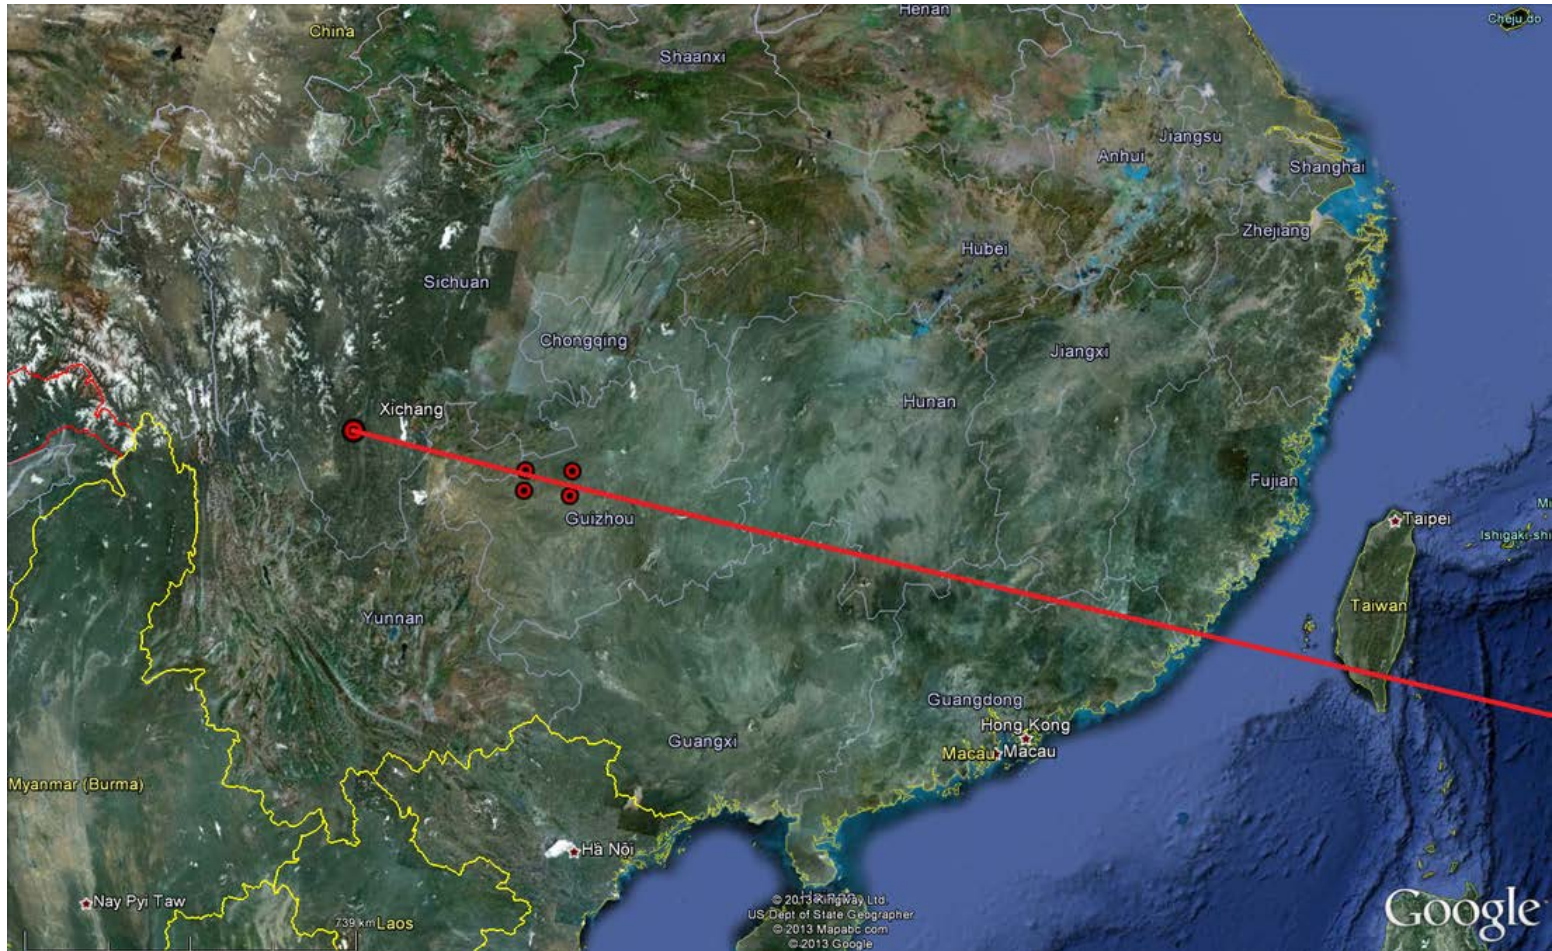 Henan
Cheju do
China
Shaanxi
Jiangsu
Anhui
Shanghai
Zhejiang
Hubei
Sichuan
Chongqing
Jiangxi
Xichang
Hunan
Fujian
Guizhou
Taipei
Ishigaki-shi
Taiwan
Yunnan
Guangdong
Hong Kong
Guangxi
Macau Macau
Myanmar (Burma)
Hà Nội
Nay Pyi Taw
739 km Laos
© 2013 Kingway Ltd
US Dept of State Geographer
© 2013 Mapabc.com
© 2013 Google
Google